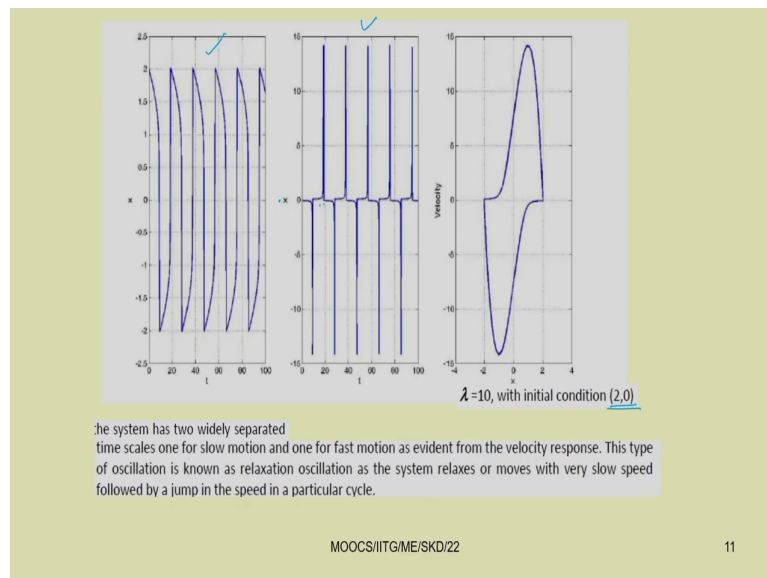 2.5
2
1.5
1
0.5
0
-0.5
-1
-1.5
-2
-2.5
x
0 20 40 60 80 100
t
15
10
5
0
-5
-10
-15
x
0 20 40 60 80 100
t
15
10
5
0
-5
-10
-15
Velocity
-4 -2 0 2 4
x
λ =10, with initial condition (2,0)
:he system has two widely separated
time scales one for slow motion and one for fast motion as evident from the velocity response. This type
of oscillation is known as relaxation oscillation as the system relaxes or moves with very slow speed
followed by a jump in the speed in a particular cycle.
MOOCS/IITG/ME/SKD/22
11